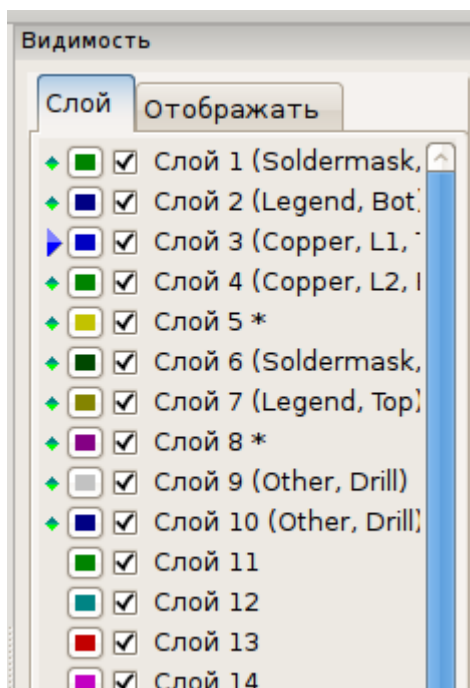 Видимость
Слой Отображать
Слой 1 (Soldermask,
Слой 2 (Legend, Bot
Слой 3 (Copper, L1,
Слой 4 (Copper, L2,
Слой 5 *
Слой 6 (Soldermask,
Слой 7 (Legend, Top)
Слой 8 *
Слой 9 (Other, Drill)
Слой 10 (Other, Drill)
Слой 11
Слой 12
Слой 13
Слой 14